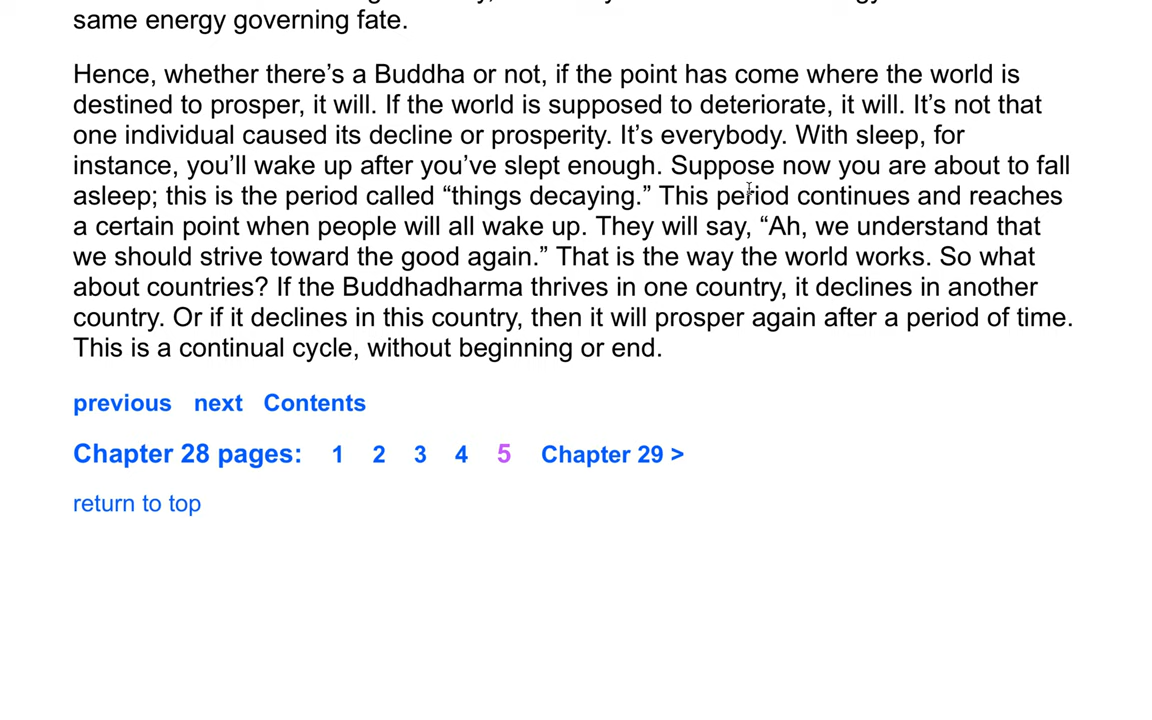 same energy governing fate.
Hence, whether there’s a Buddha or not, if the point has come where the world is
destined to prosper, it will. If the world is supposed to deteriorate, it will. It’s not that
one individual caused its decline or prosperity. It’s everybody. With sleep, for
instance, you’ll wake up after you’ve slept enough. Suppose now you are about to fall
asleep; this is the period called “things decaying.” This period continues and reaches
a certain point when people will all wake up. They will say, “Ah, we understand that
we should strive toward the good again.” That is the way the world works. So what
about countries? If the Buddhadharma thrives in one country, it declines in another
country. Or if it declines in this country, then it will prosper again after a period of time.
This is a continual cycle, without beginning or end.
previous next Contents
Chapter 28 pages: 1 2 3 4 5 Chapter 29 >
return to top